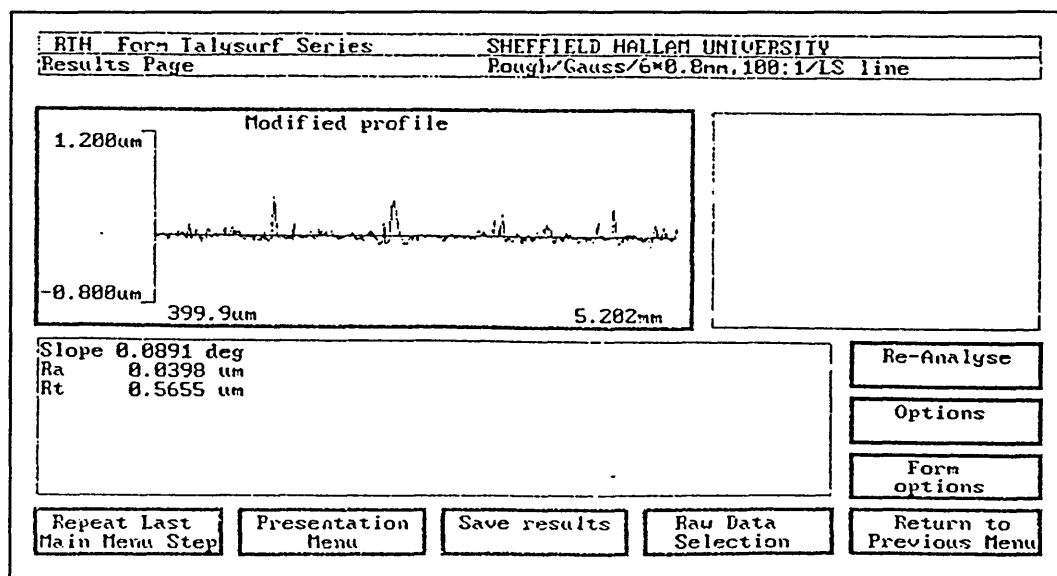 RTH Form Talysurf Series SHEFFIELD HALLAM UNIVERSITY
Results Page Rough/Gauss/6*0.8mm,100:1/LS line
Modified profile
1.200um
-0.800um
399.9um 5.202mm
Slope 0.0891 deg
Ra 0.0398 um
Rt 0.5655 um
Re-Analyse
Options
Form
options
Repeat Last
Main Menu Step
Presentation
Menu
Save results
Raw Data
Selection
Return to
Previous Menu